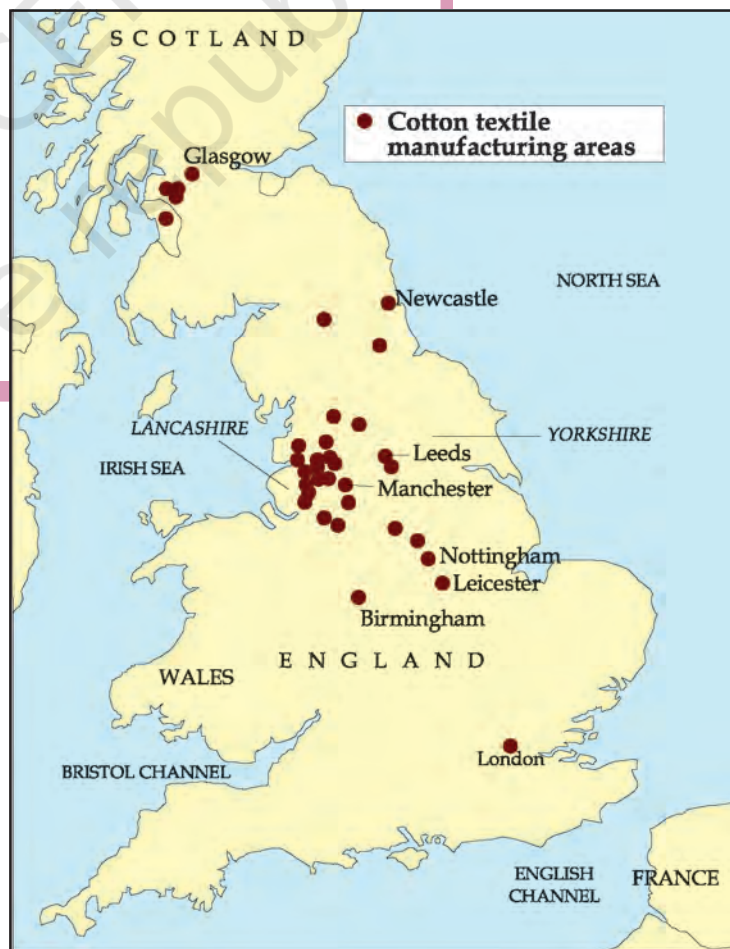 SCOTLAND
Cotton textile
manufacturing areas
Glasgow
NORTH SEA
Newcastle
LANCASHIRE
YORKSHIRE
IRISH SEA
Leeds
Manchester
Nottingham
Leicester
Birmingham
ENGLAND
WALES
London
BRISTOL CHANNEL
ENGLISH
CHANNEL
FRANCE